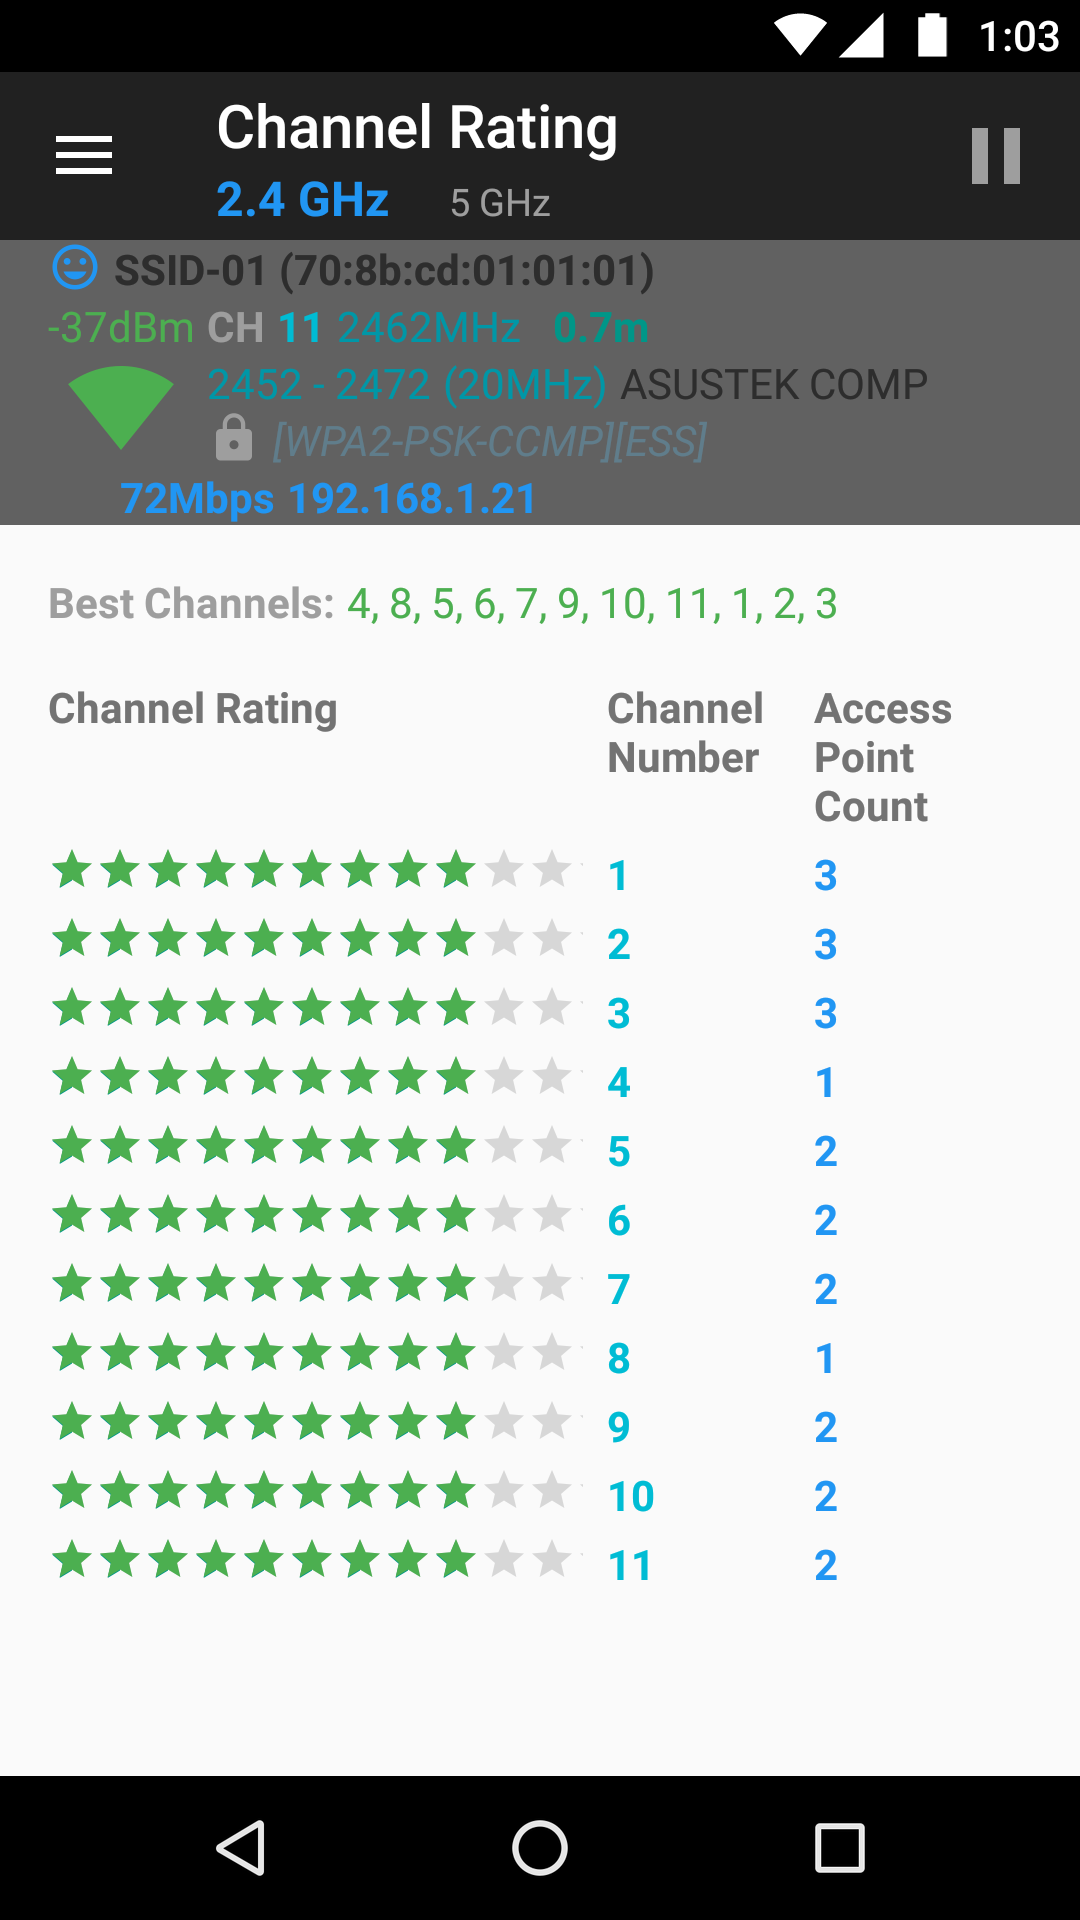 1:03
Channel Rating
2.4 GHz 5 GHz
SSID-01 (70:8b:cd:01:01:01)
-37dBm CH 11 2462MHz 0.7m
2452 - 2472 (20MHz) ASUSTEK COMP
[WPA2-PSK-CCMP][ESS]
72Mbps 192.168.1.21
Best Channels: 4, 8, 5, 6, 7, 9, 10, 11, 1, 2, 3
Channel Rating Channel Number Access Point Count
1 3
2 3
3 3
4 1
5 2
6 2
7 2
8 1
9 2
10 2
11 2